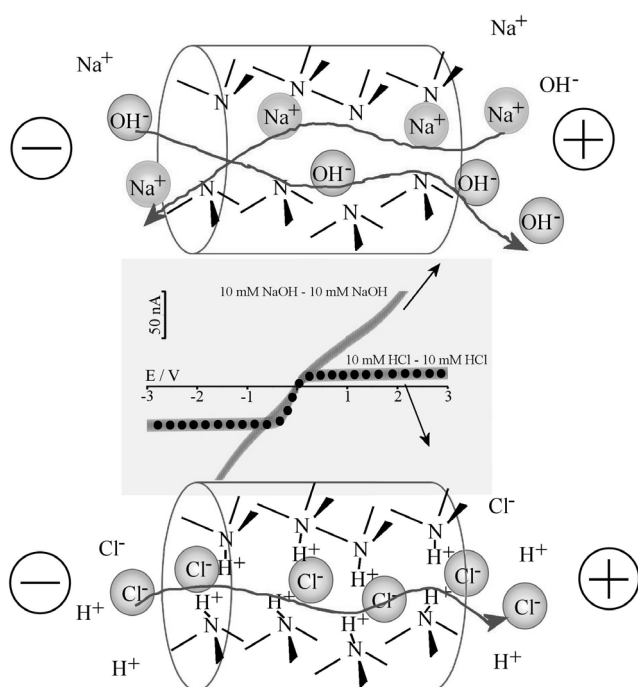 Na⁺
Na⁺
OH⁻
N N N N
OH⁻ Na⁺ Na⁺ Na⁺
− +
Na⁺ OH⁻ OH⁻
N N N N
OH⁻
10 mM NaOH - 10 mM NaOH
50 nA
10 mM HCl - 10 mM HCl
E / V
-3 -2 -1 1 2 3
N N N N
H⁺ H⁺ H⁺ H⁺
Cl⁻
Cl⁻ H⁺
Cl⁻ Cl⁻ Cl⁻
− +
Cl⁻ Cl⁻ Cl⁻
H⁺ H⁺ H⁺ H⁺ H⁺
N N N N
H⁺ H⁺